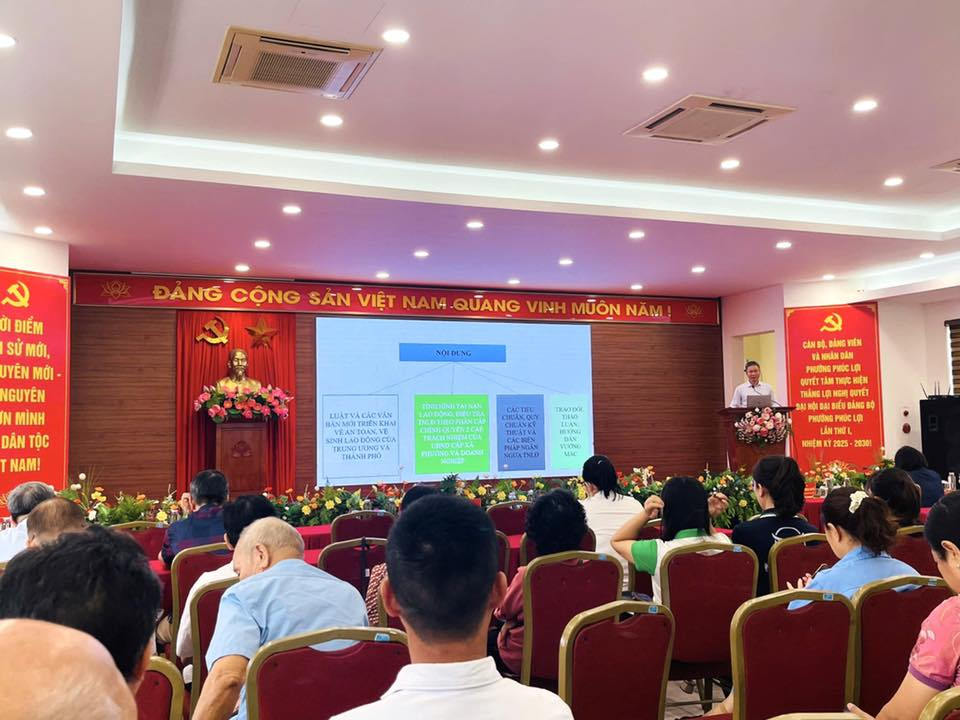 ĐẢNG CỘNG SẢN VIỆT NAM QUANG VINH MUÔN NĂM !
ỜI ĐIỂM
I SỬ MỚI,
UYÊN MỚI -
NGUYÊN
ƠN MÌNH
DÂN TỘC
ỆT NAM!
NỘI DUNG
LUẬT VÀ CÁC VĂN
BẢN MỚI TRIỂN KHAI
VỀ AN TOÀN, VỆ
SINH LAO ĐỘNG CỦA
TRUNG ƯƠNG VÀ
THÀNH PHỐ
TÌNH HÌNH TAI NẠN
LAO ĐỘNG, ĐIỀU TRA
TNLĐ THEO PHÂN CẤP
CHÍNH QUYỀN 2 CẤP,
TRÁCH NHIỆM CỦA
UBND CẤP XÃ,
PHƯỜNG VÀ DOANH
NGHIỆP
CÁC TIÊU
CHUẨN, QUY
CHUẨN KỸ
THUẬT VÀ
CÁC BIỆN
PHÁP NGĂN
NGỪA TNLĐ
TRAO ĐỔI,
THẢO
LUẬN,
HƯỚNG
DẪN
VƯỚNG
MẮC
CÁN BỘ, ĐẢNG VIÊN
VÀ NHÂN DÂN
PHƯỜNG PHÚC LỢI
QUYẾT TÂM THỰC HIỆN
THẮNG LỢI NGHỊ QUYẾT
ĐẠI HỘI ĐẠI BIỂU ĐẢNG BỘ
PHƯỜNG PHÚC LỢI
LẦN THỨ I,
NHIỆM KỲ 2025 - 2030!